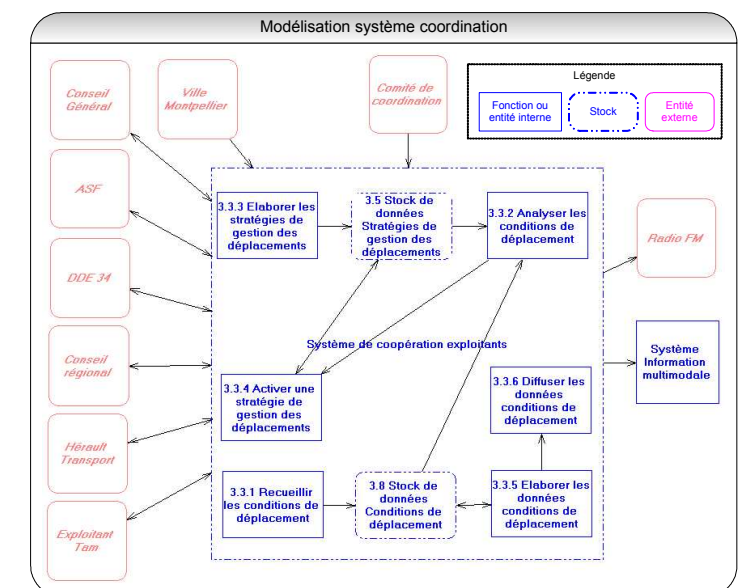 Modélisation système coordination
Conseil
Général
Ville
Montpellier
Comité de
coordination
Légende
Fonction ou
entité interne
Stock
Entité
externe
ASF
DDE 34
Conseil
régional
Hérault
Transport
Exploitant
Tam
3.3.3 Elaborer les
stratégies de
gestion des
déplacements
3.5 Stock de
données
Stratégies de
gestion des
déplacements
3.3.2 Analyser les
conditions de
déplacement
Radio FM
Système de coopération exploitants
Système
Information
multimodale
3.3.4 Activer une
stratégie de
gestion des
déplacements
3.3.6 Diffuser les
données
conditions de
déplacement
3.3.1 Recueillir
les conditions de
déplacement
3.8 Stock de
données
Conditions de
déplacement
3.3.5 Elaborer les
données
conditions de
déplacement